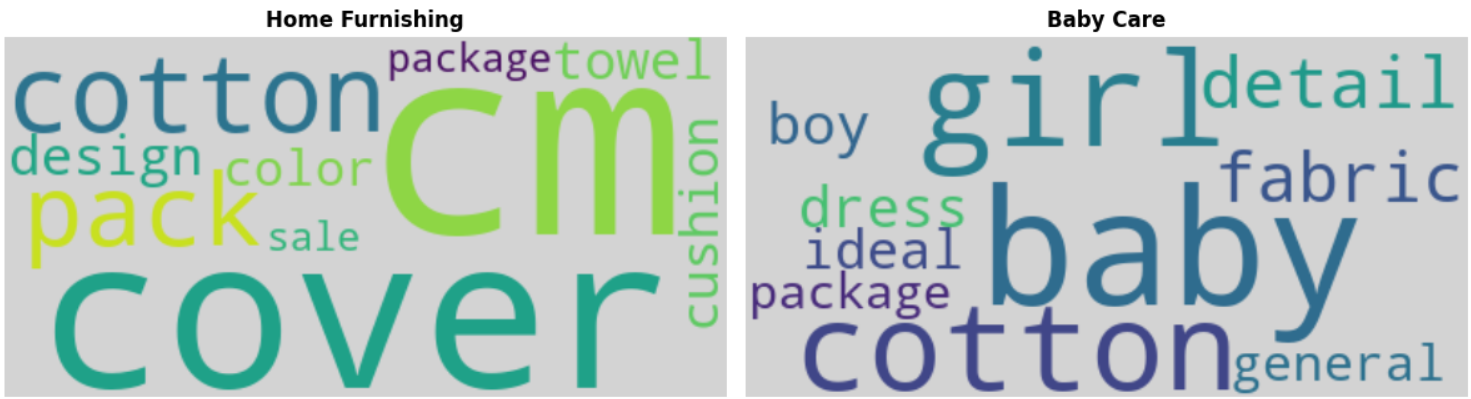 Home Furnishing
package towel
cotton
cm
design
color
cushion
pack
sale
cover
Baby Care
girl
detail
boy
fabric
dress
baby
ideal
package
cotton
general